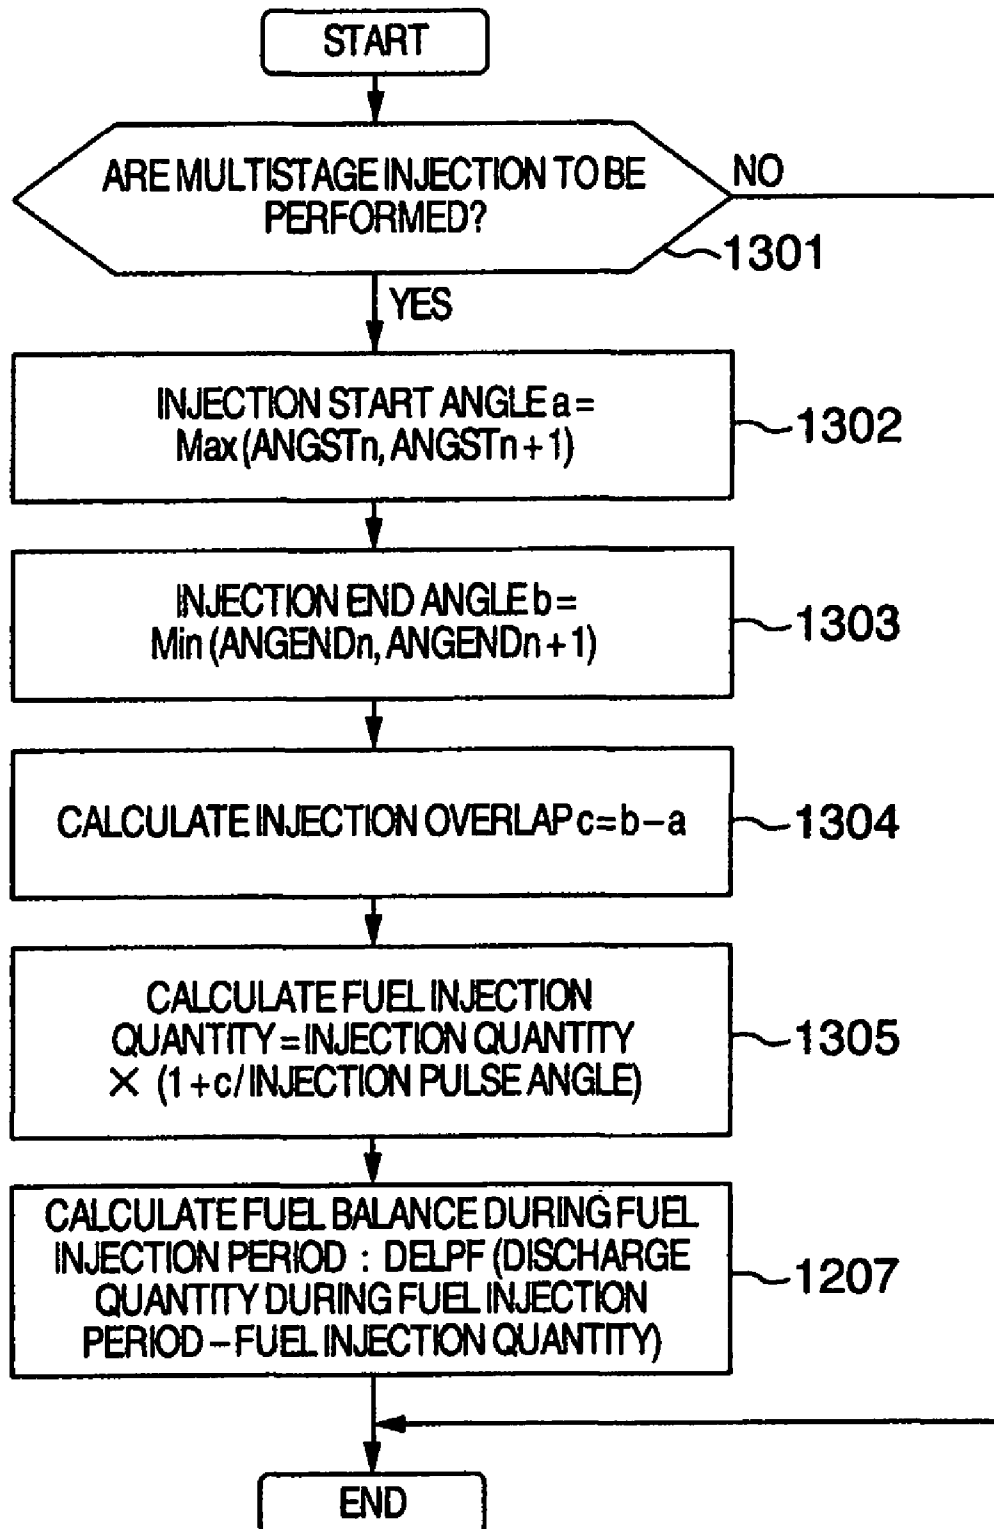 START
ARE MULTISTAGE INJECTION TO BE
PERFORMED?
NO
1301
YES
INJECTION START ANGLE a =
Max (ANGSTn, ANGSTn + 1)
1302
INJECTION END ANGLE b =
Min (ANGENDn, ANGENDn + 1)
1303
CALCULATE INJECTION OVERLAP c = b – a
1304
CALCULATE FUEL INJECTION
QUANTITY = INJECTION QUANTITY
× (1 + c / INJECTION PULSE ANGLE)
1305
CALCULATE FUEL BALANCE DURING FUEL
INJECTION PERIOD : DELPF (DISCHARGE
QUANTITY DURING FUEL INJECTION
PERIOD – FUEL INJECTION QUANTITY)
1207
END